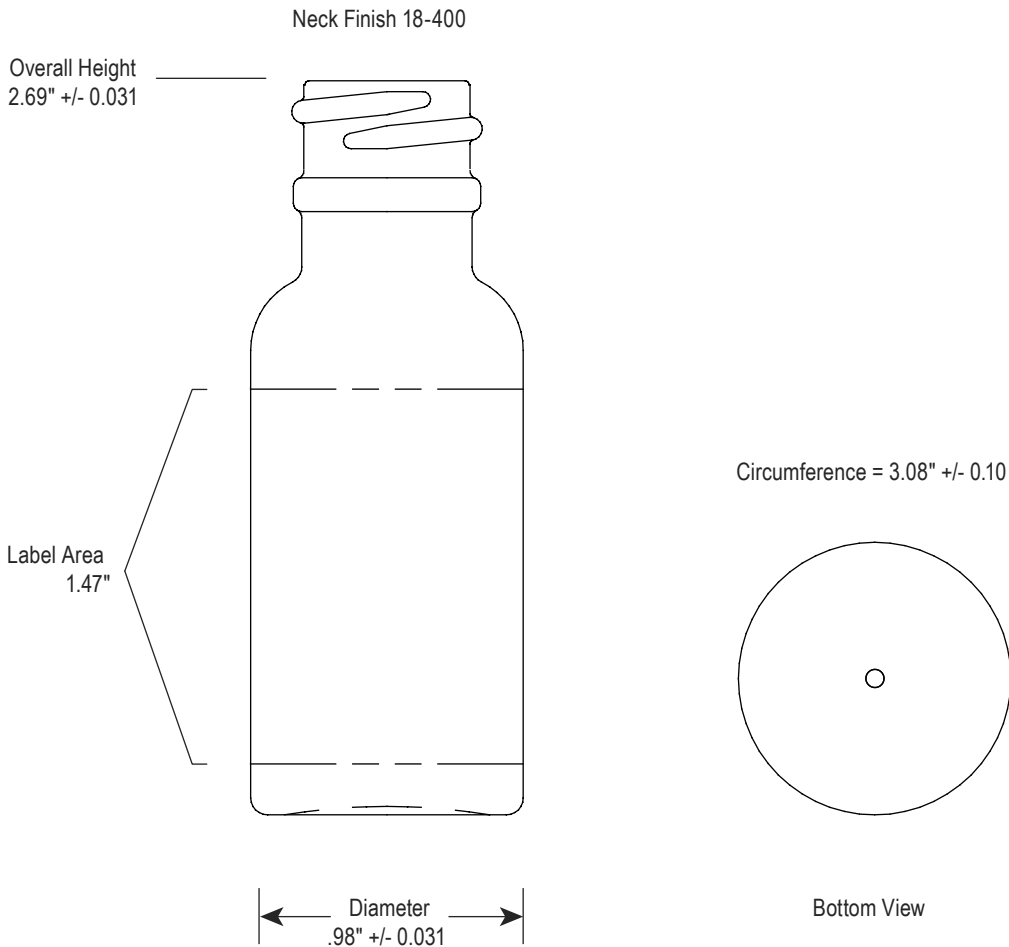 Neck Finish 18-400
Overall Height
2.69" +/- 0.031
Circumference = 3.08" +/- 0.10
Label Area
1.47"
Diameter
.98" +/- 0.031
Bottom View